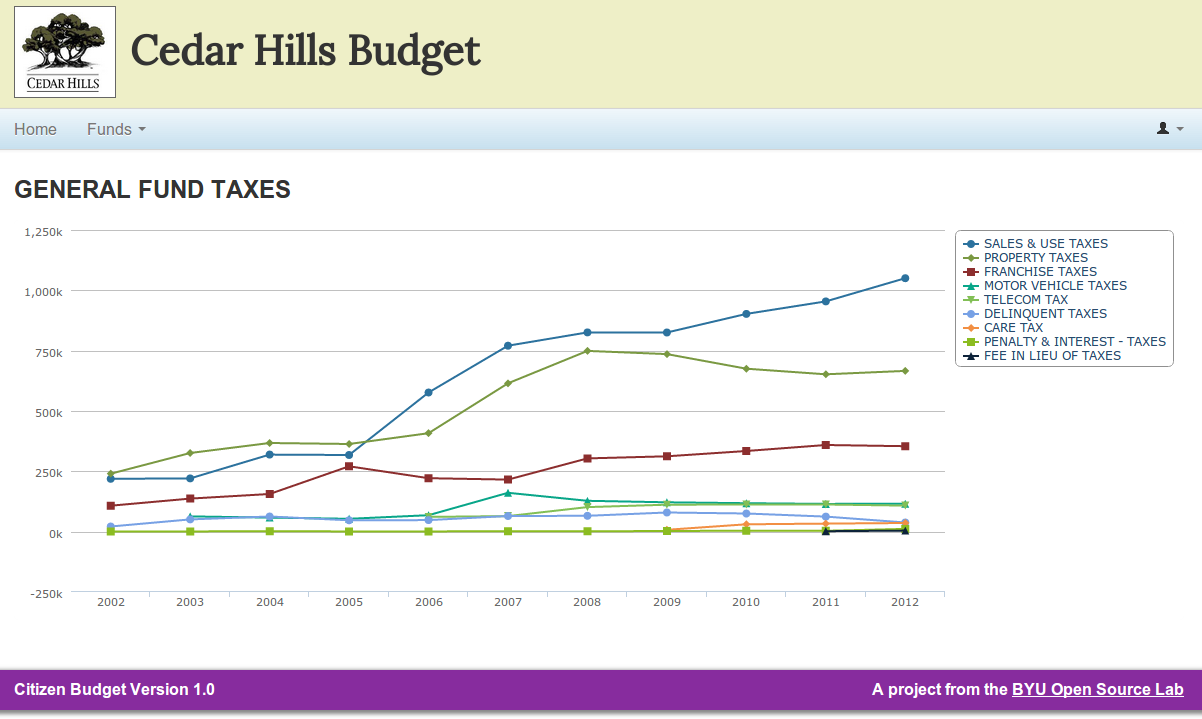 CEDAR HILLS
Cedar Hills Budget
Home Funds
GENERAL FUND TAXES
1,250k
1,000k
750k
500k
250k
0k
-250k
2002 2003 2004 2005 2006 2007 2008 2009 2010 2011 2012
SALES & USE TAXES
PROPERTY TAXES
FRANCHISE TAXES
MOTOR VEHICLE TAXES
TELECOM TAX
DELINQUENT TAXES
CARE TAX
PENALTY & INTEREST - TAXES
FEE IN LIEU OF TAXES
Citizen Budget Version 1.0
A project from the BYU Open Source Lab